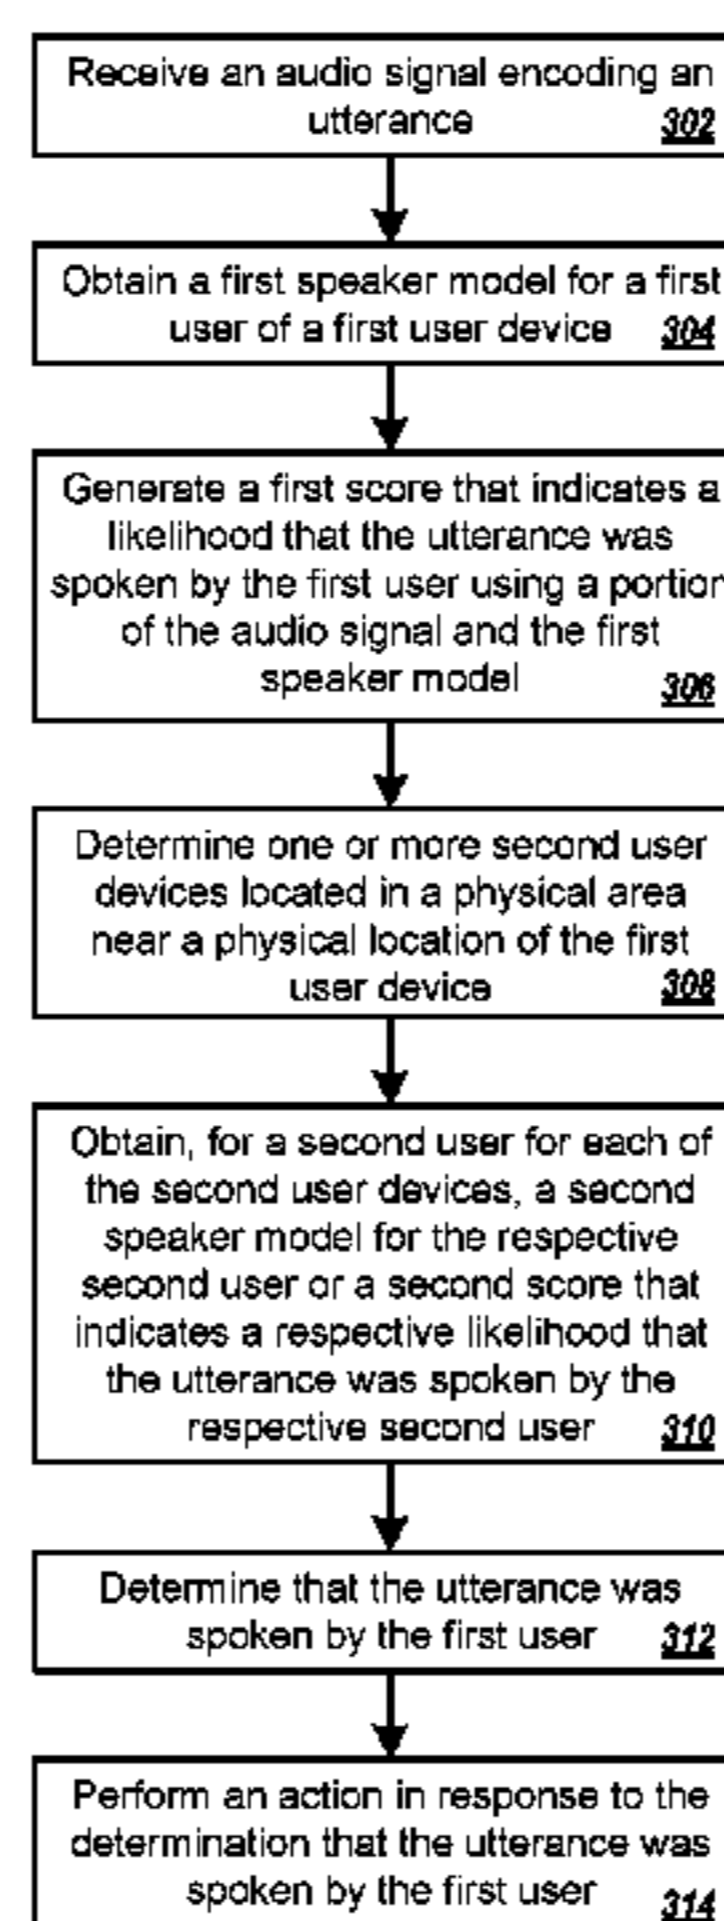 Receive an audio signal encoding an
utterance 302
Obtain a first speaker model for a first
user of a first user device 304
Generate a first score that indicates a
likelihood that the utterance was
spoken by the first user using a portion
of the audio signal and the first
speaker model 306
Determine one or more second user
devices located in a physical area
near a physical location of the first
user device 308
Obtain, for a second user for each of
the second user devices, a second
speaker model for the respective
second user or a second score that
indicates a respective likelihood that
the utterance was spoken by the
respective second user 310
Determine that the utterance was
spoken by the first user 312
Perform an action in response to the
determination that the utterance was
spoken by the first user 314